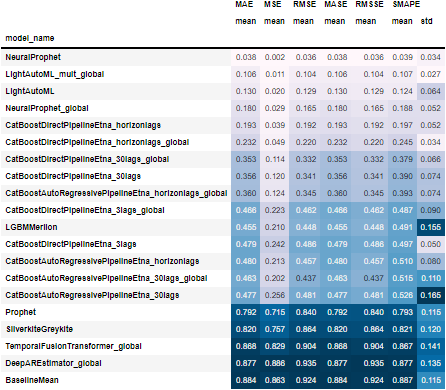 MAE MSE RMSE MASE RMSSE SMAPE
mean mean mean mean mean mean std
model_name
NeuralProphet 0.038 0.002 0.036 0.038 0.036 0.039 0.034
LightAutoML_mult_global 0.106 0.011 0.104 0.106 0.104 0.107 0.027
LightAutoML 0.130 0.020 0.129 0.130 0.129 0.124 0.064
NeuralProphet_global 0.180 0.029 0.165 0.180 0.165 0.188 0.052
CatBoostDirectPipelineEtna_horizonlags 0.193 0.039 0.192 0.193 0.192 0.197 0.052
CatBoostDirectPipelineEtna_horizonlags_global 0.232 0.049 0.220 0.232 0.220 0.245 0.034
CatBoostDirectPipelineEtna_30lags_global 0.353 0.114 0.332 0.353 0.332 0.379 0.066
CatBoostDirectPipelineEtna_30lags 0.356 0.120 0.341 0.356 0.341 0.390 0.074
CatBoostAutoRegressivePipelineEtna_horizonlags_global 0.360 0.124 0.345 0.360 0.345 0.393 0.074
CatBoostDirectPipelineEtna_3lags_global 0.466 0.223 0.462 0.466 0.462 0.487 0.090
LGBMMerlion 0.455 0.210 0.448 0.455 0.448 0.491 0.155
CatBoostDirectPipelineEtna_3lags 0.479 0.242 0.486 0.479 0.486 0.497 0.050
CatBoostAutoRegressivePipelineEtna_horizonlags 0.480 0.213 0.457 0.480 0.457 0.510 0.080
CatBoostAutoRegressivePipelineEtna_30lags_global 0.463 0.202 0.437 0.463 0.437 0.515 0.110
CatBoostAutoRegressivePipelineEtna_30lags 0.477 0.256 0.481 0.477 0.481 0.526 0.165
Prophet 0.792 0.715 0.840 0.792 0.840 0.793 0.115
SilverkiteGreykite 0.820 0.757 0.864 0.820 0.864 0.821 0.120
TemporalFusionTransformer_global 0.868 0.829 0.904 0.868 0.904 0.867 0.141
DeepAREstimator_global 0.877 0.886 0.935 0.877 0.935 0.877 0.135
BaselineMean 0.884 0.863 0.924 0.884 0.924 0.887 0.115